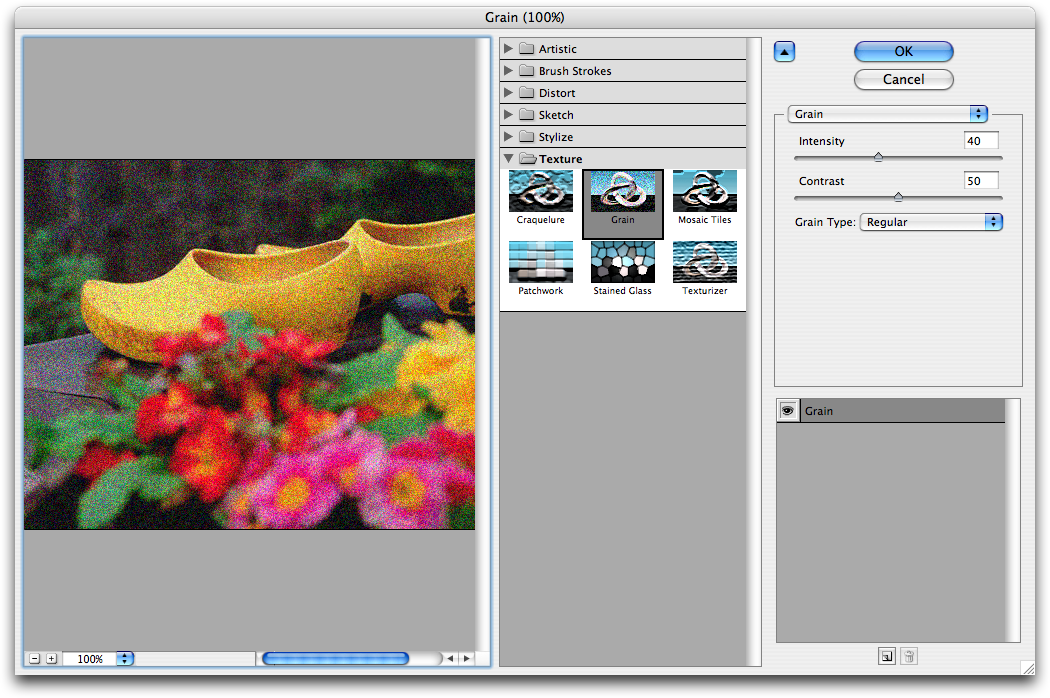 Grain (100%)
Artistic
Brush Strokes
Distort
Sketch
Stylize
Texture
Craquelure
Grain
Mosaic Tiles
Patchwork
Stained Glass
Texturizer
100%
OK
Cancel
Grain
Intensity 40
Contrast 50
Grain Type: Regular
Grain